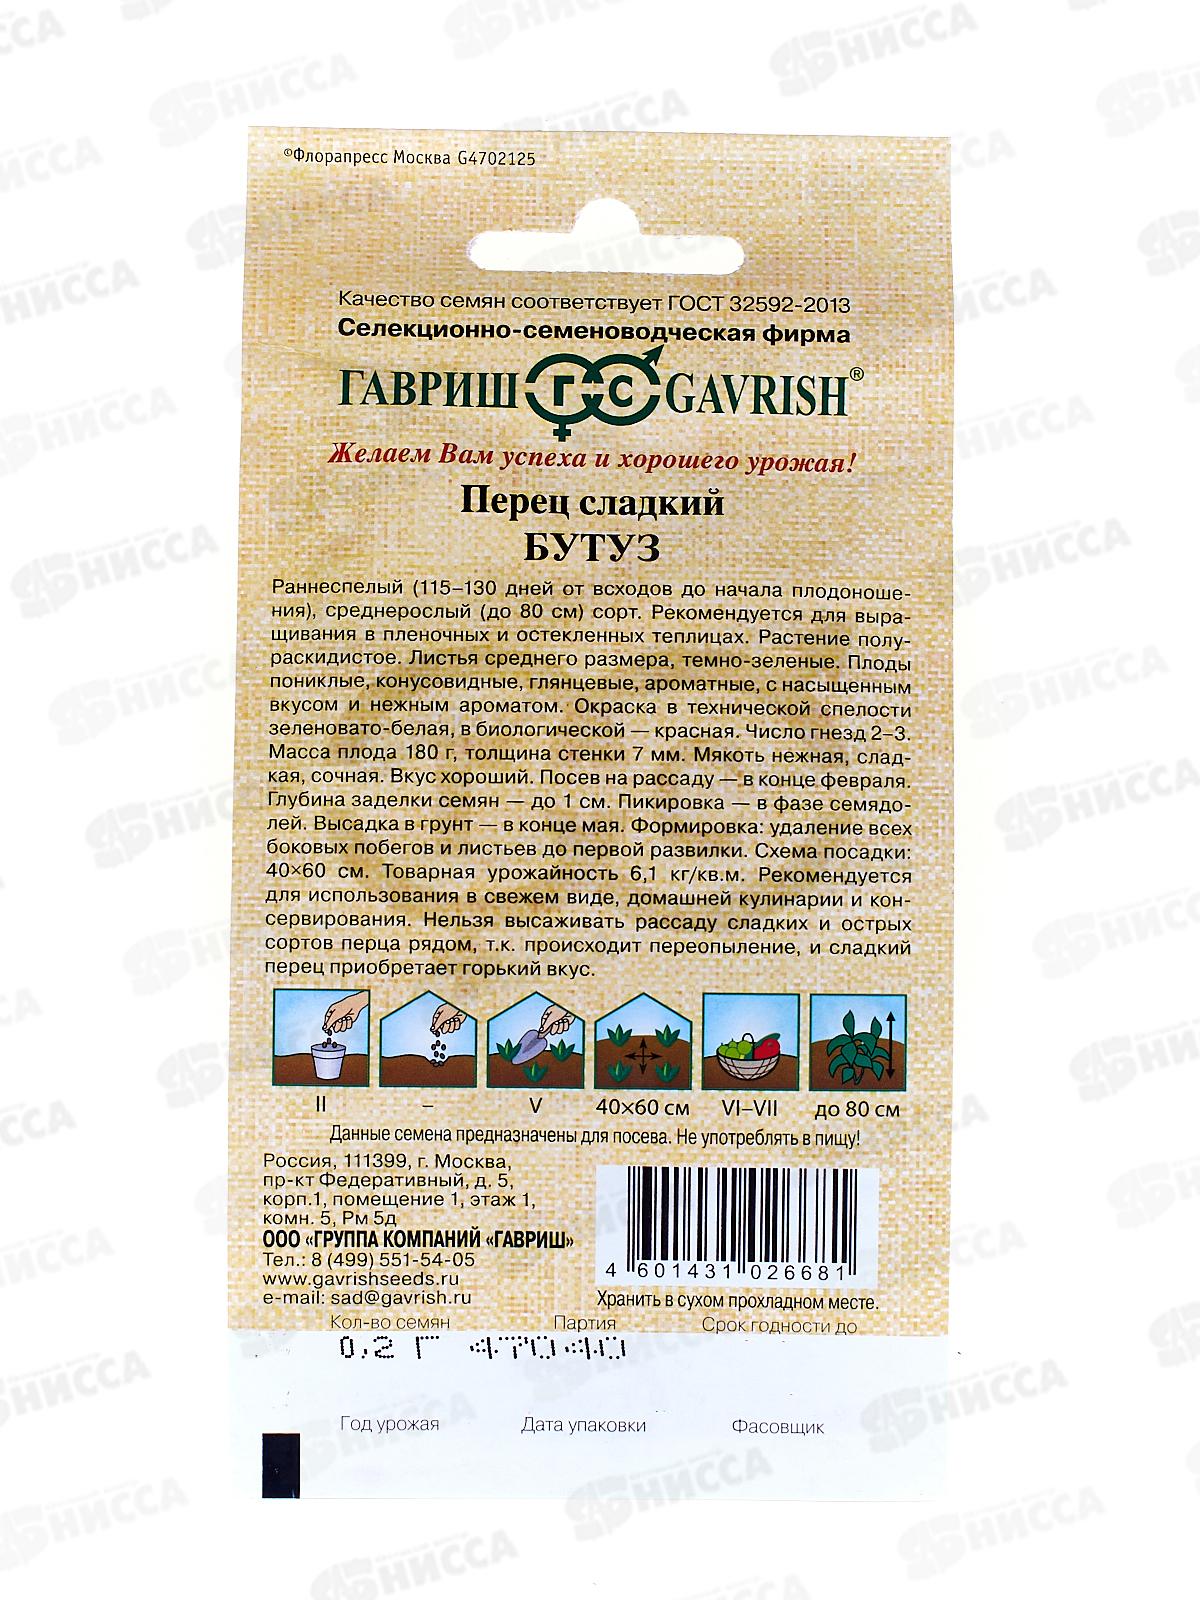 ©Флорапресс Москва G4702125
Качество семян соответствует ГОСТ 32592-2013
Селекционно-семеноводческая фирма
ГАВРИШ ГС GAVRISH®
Желаем Вам успеха и хорошего урожая!
Перец сладкий
БУТУЗ
Раннеспелый (115–130 дней от всходов до начала плодоноше-
ния), среднерослый (до 80 см) сорт. Рекомендуется для выра-
щивания в пленочных и остекленных теплицах. Растение полу-
раскидистое. Листья среднего размера, темно-зеленые. Плоды
пониклые, конусовидные, глянцевые, ароматные, с насыщенным
вкусом и нежным ароматом. Окраска в технической спелости
зеленовато-белая, в биологической — красная. Число гнезд 2–3.
Масса плода 180 г, толщина стенки 7 мм. Мякоть нежная, слад-
кая, сочная. Вкус хороший. Посев на рассаду — в конце февраля.
Глубина заделки семян — до 1 см. Пикировка — в фазе семядо-
лей. Высадка в грунт — в конце мая. Формировка: удаление всех
боковых побегов и листьев до первой развилки. Схема посадки:
40×60 см. Товарная урожайность 6,1 кг/кв.м. Рекомендуется
для использования в свежем виде, домашней кулинарии и кон-
сервирования. Нельзя высаживать рассаду сладких и острых
сортов перца рядом, т.к. происходит переопыление, и сладкий
перец приобретает горький вкус.
II – V 40×60 см VI–VII до 80 см
Данные семена предназначены для посева. Не употреблять в пищу!
Россия, 111399, г. Москва,
пр-кт Федеративный, д. 5,
корп.1, помещение 1, этаж 1,
комн. 5, Рм 5д
ООО «ГРУППА КОМПАНИЙ «ГАВРИШ»
Тел.: 8 (499) 551-54-05
www.gavrishseeds.ru
e-mail: sad@gavrish.ru
4 601431 026681
Хранить в сухом прохладном месте.
Кол-во семян Партия Срок годности до
0,2 Г 47040
Год урожая Дата упаковки Фасовщик